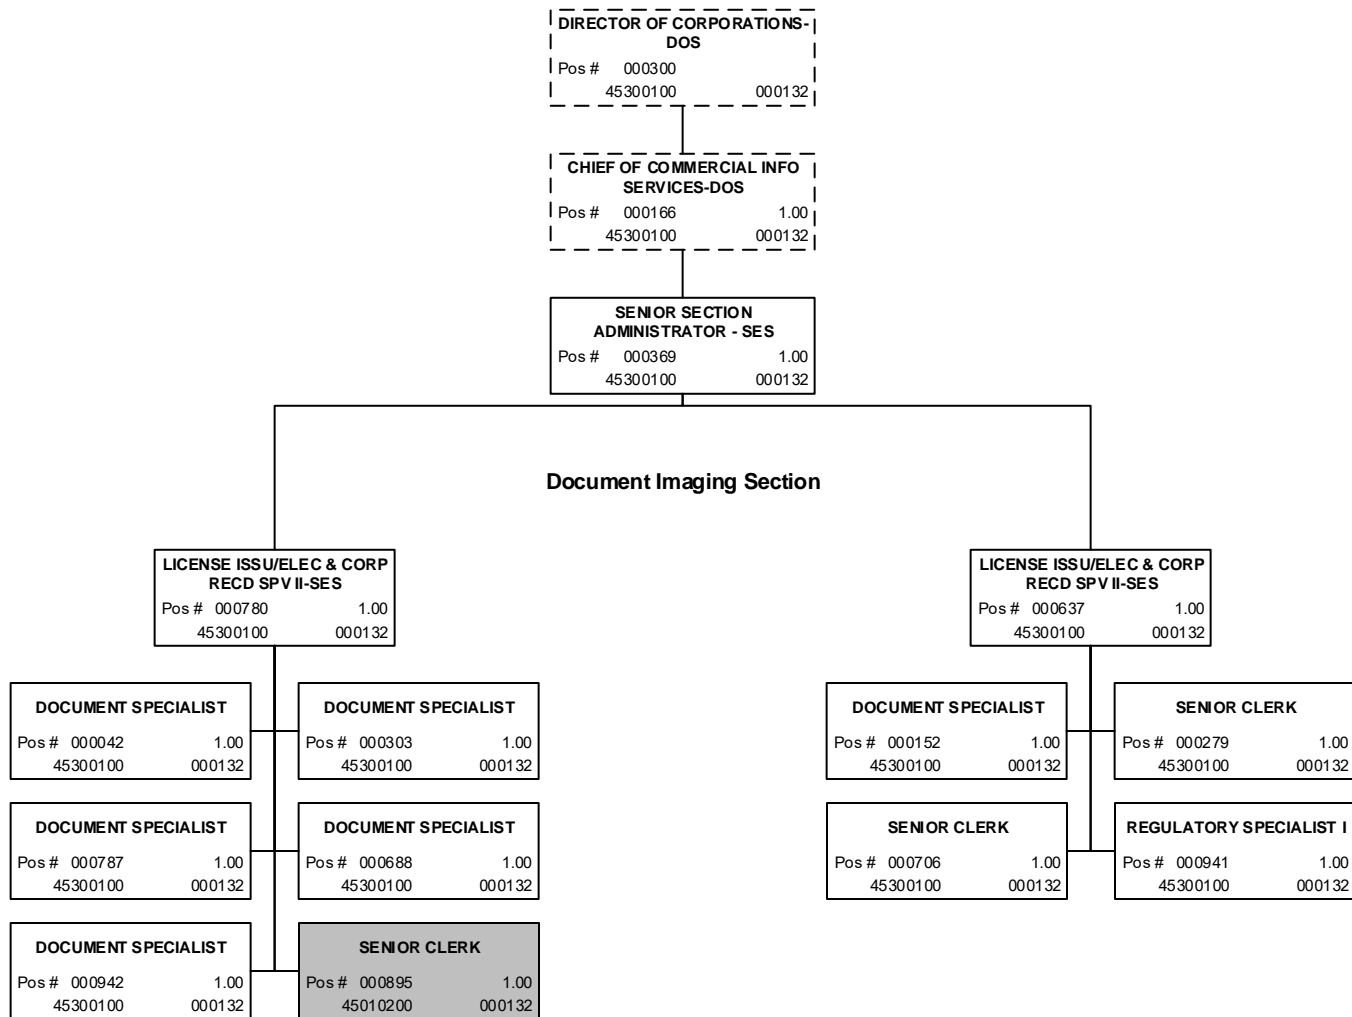 DIRECTOR OF CORPORATIONS-
DOS
Pos # 000300
45300100 000132
CHIEF OF COMMERCIAL INFO
SERVICES-DOS
Pos # 000166 1.00
45300100 000132
SENIOR SECTION
ADMINISTRATOR - SES
Pos # 000369 1.00
45300100 000132
Document Imaging Section
LICENSE ISSU/ELEC & CORP
RECD SPV II-SES
Pos # 000780 1.00
45300100 000132
LICENSE ISSU/ELEC & CORP
RECD SPV II-SES
Pos # 000637 1.00
45300100 000132
DOCUMENT SPECIALIST
Pos # 000042 1.00
45300100 000132
DOCUMENT SPECIALIST
Pos # 000303 1.00
45300100 000132
DOCUMENT SPECIALIST
Pos # 000152 1.00
45300100 000132
SENIOR CLERK
Pos # 000279 1.00
45300100 000132
DOCUMENT SPECIALIST
Pos # 000787 1.00
45300100 000132
DOCUMENT SPECIALIST
Pos # 000688 1.00
45300100 000132
SENIOR CLERK
Pos # 000706 1.00
45300100 000132
REGULATORY SPECIALIST I
Pos # 000941 1.00
45300100 000132
DOCUMENT SPECIALIST
Pos # 000942 1.00
45300100 000132
SENIOR CLERK
Pos # 000895 1.00
45010200 000132